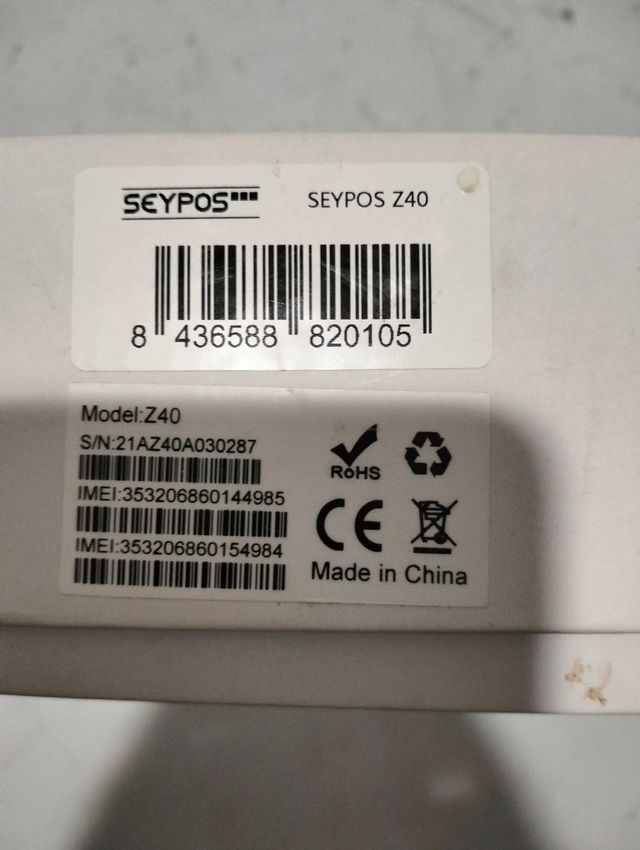 SEYPOS SEYPOS Z40
8 436588 820105
Model:Z40
S/N:21AZ40A030287
IMEI:353206860144985
IMEI:353206860154984
RoHS
CE
Made in China